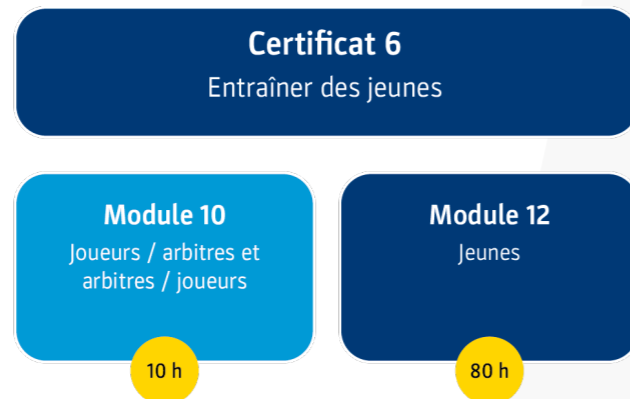 Certificat 6
Entraîner des jeunes
Module 10
Joueurs / arbitres et
arbitres / joueurs
10 h
Module 12
Jeunes
80 h